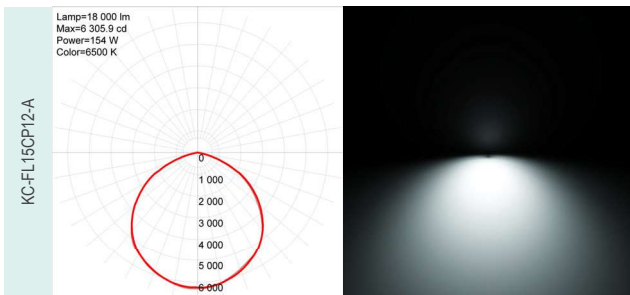 KC-FL15CP12-A
Lamp=18 000 lm
Max=6 305.9 cd
Power=154 W
Color=6500 K
0
1 000
2 000
3 000
4 000
5 000
6 000